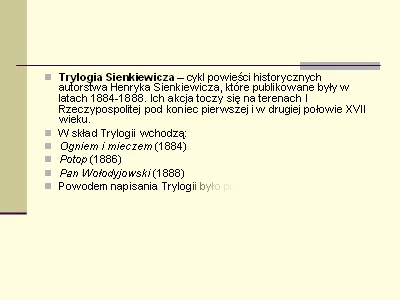 Trylogia Sienkiewicza – cykl powieści historycznych
autorstwa Henryka Sienkiewicza, które publikowane były w
latach 1884-1888. Ich akcja toczy się na terenach I
Rzeczypospolitej pod koniec pierwszej i w drugiej połowie XVII
wieku.
W skład Trylogii wchodzą:
Ogniem i mieczem (1884)
Potop (1886)
Pan Wołodyjowski (1888)
Powodem napisania Trylogii było